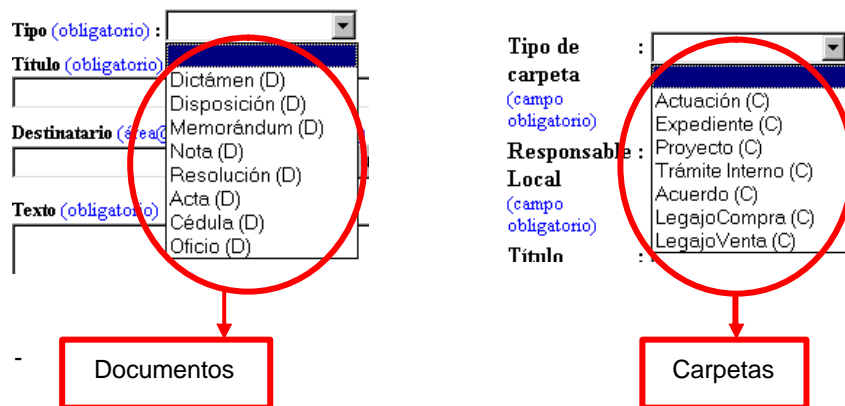 Tipo (obligatorio) :
Título (obligatorio)
Dictámen (D)
Disposición (D)
Destinatario (área@
Memorándum (D)
Nota (D)
Resolución (D)
Texto (obligatorio)
Acta (D)
Cédula (D)
Oficio (D)
Documentos
-
Tipo de :
carpeta
(campo
obligatorio)
Responsable :
Local
(campo
obligatorio)
Título :
Actuación (C)
Expediente (C)
Proyecto (C)
Trámite Interno (C)
Acuerdo (C)
LegajoCompra (C)
LegajoVenta (C)
Carpetas